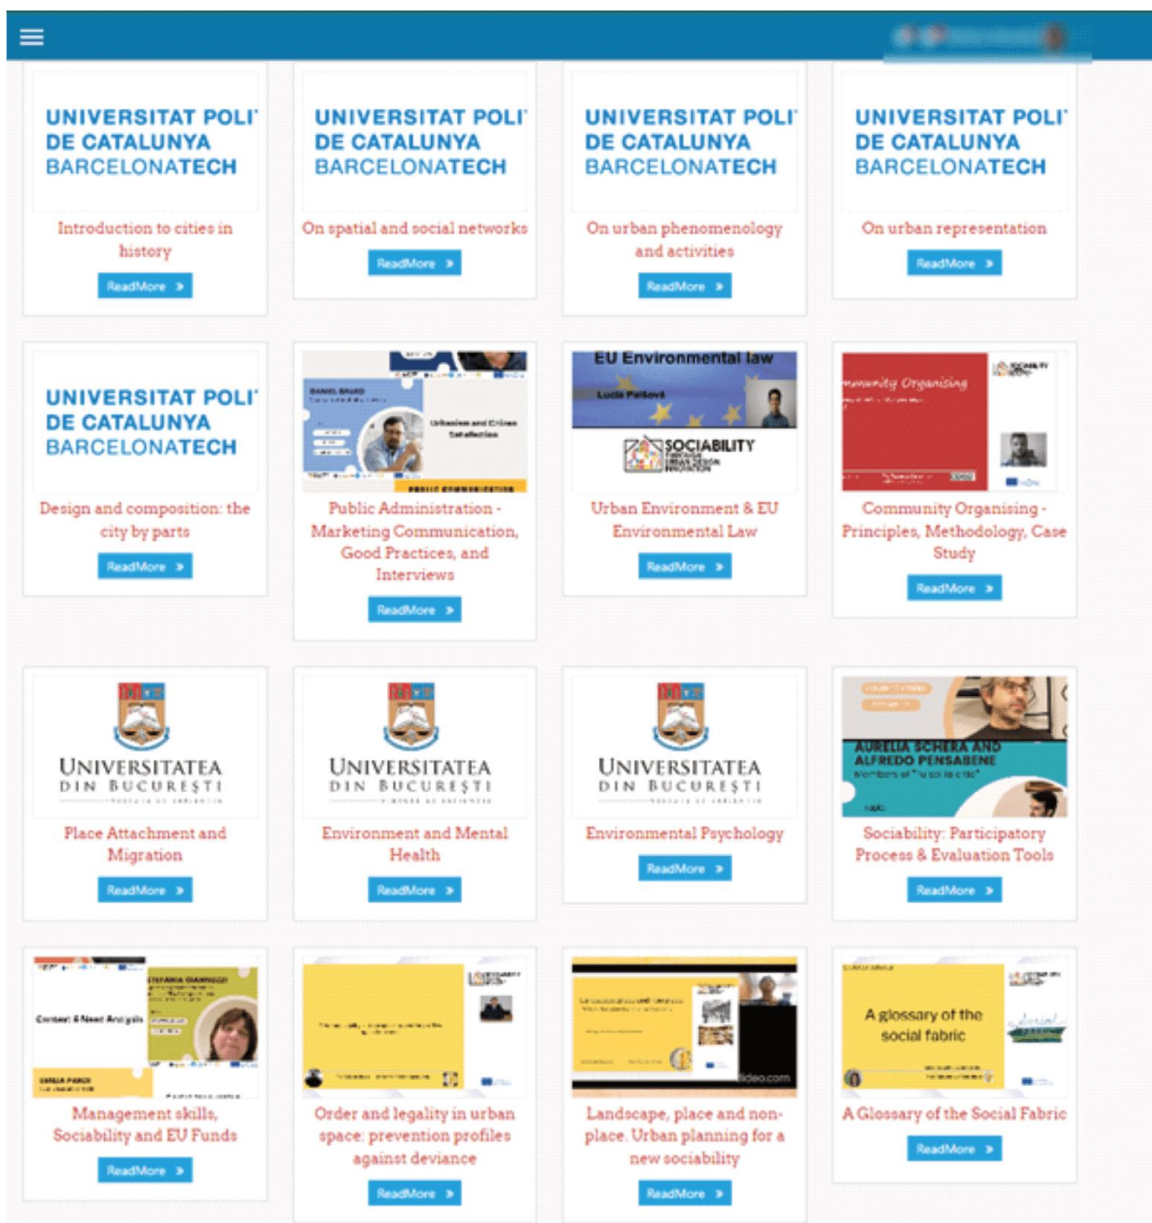 UNIVERSITAT POLI
DE CATALUNYA
BARCELONATECH
Introduction to cities in
history
ReadMore »
UNIVERSITAT POLI
DE CATALUNYA
BARCELONATECH
On spatial and social networks
ReadMore »
UNIVERSITAT POLI
DE CATALUNYA
BARCELONATECH
On urban phenomenology
and activities
ReadMore »
UNIVERSITAT POLI
DE CATALUNYA
BARCELONATECH
On urban representation
ReadMore »
UNIVERSITAT POLI
DE CATALUNYA
BARCELONATECH
Design and composition: the
city by parts
ReadMore »
Urbanism and Citizen
Satisfaction
PUBLIC COMMUNICATION
Public Administration -
Marketing Communication,
Good Practices, and
Interviews
ReadMore »
EU Environmental law
SOCIABILITY
THROUGH
URBAN DESIGN
INNOVATION
Urban Environment & EU
Environmental Law
ReadMore »
mmunity Organising
Community Organising -
Principles, Methodology, Case
Study
ReadMore »
UNIVERSITATEA
DIN BUCUREȘTI
Place Attachment and
Migration
ReadMore »
UNIVERSITATEA
DIN BUCUREȘTI
Environment and Mental
Health
ReadMore »
UNIVERSITATEA
DIN BUCUREȘTI
Environmental Psychology
ReadMore »
AURELIA SCHERA AND
ALFREDO PENSABENE
Sociability: Participatory
Process & Evaluation Tools
ReadMore »
Context & Need Analysis
Management skills,
Sociability and EU Funds
ReadMore »
Order and legality in urban
space: prevention profiles
against deviance
ReadMore »
Landscape, place and non-
place. Urban planning for a
new sociability
ReadMore »
A glossary of the
social fabric
A Glossary of the Social Fabric
ReadMore »